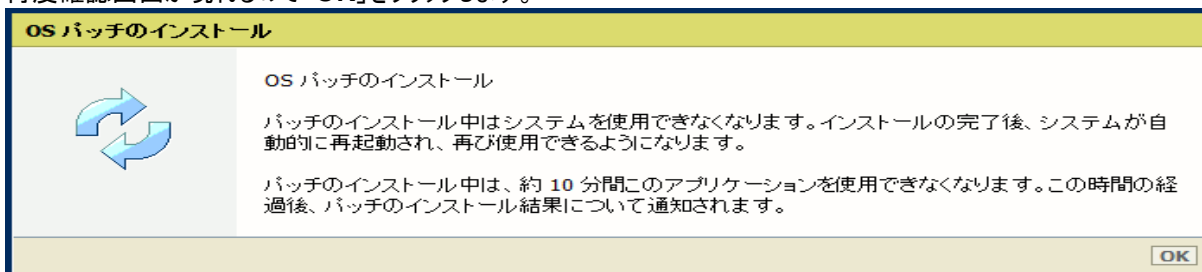 OS パッチのインストール
OS パッチのインストール
パッチのインストール中はシステムを使用できなくなります。インストールの完了後、システムが自
動的に再起動され、再び使用できるようになります。
パッチのインストール中は、約 10 分間このアプリケーションを使用できなくなります。この時間の経
過後、パッチのインストール結果について通知されます。
OK